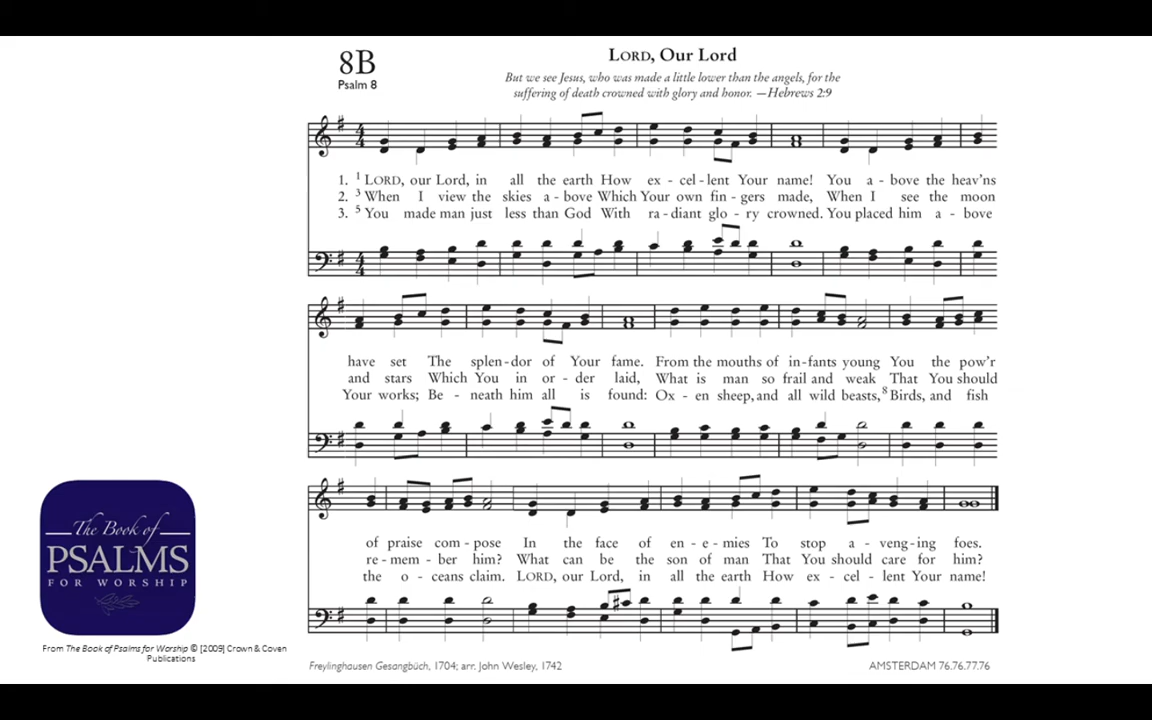 8B
Psalm 8
LORD, Our Lord
But we see Jesus, who was made a little lower than the angels, for the
suffering of death crowned with glory and honor. —Hebrews 2:9
1. 1 LORD, our Lord, in all the earth How ex - cel - lent Your name! You a - bove the heav'ns
2. 3 When I view the skies a - bove Which Your own fin - gers made, When I see the moon
3. 5 You made man just less than God With ra - diant glo - ry crowned. You placed him a - bove
have set The splen - dor of Your fame. From the mouths of in - fants young You the pow'r
and stars Which You in or - der laid, What is man so frail and weak That You should
Your works; Be - neath him all is found: Ox - en sheep, and all wild beasts, 8 Birds, and fish
of praise com - pose In the face of en - e - mies To stop a - veng - ing foes.
re - mem - ber him? What can be the son of man That You should care for him?
the o - ceans claim. LORD, our Lord, in all the earth How ex - cel - lent Your name!
The Book of
PSALMS
FOR WORSHIP
From The Book of Psalms for Worship © [2009] Crown & Coven
Publications
Freylinghausen Gesangbüch, 1704; arr. John Wesley, 1742
AMSTERDAM 76.76.77.76